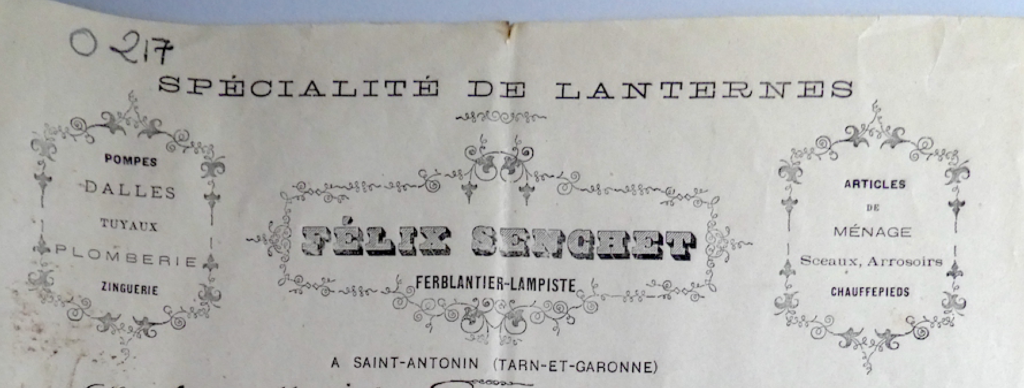 O 217
SPÉCIALITÉ DE LANTERNES
POMPES
DALLES
TUYAUX
PLOMBERIE
ZINGUERIE
FÉLIX SENCHET
FERBLANTIER-LAMPISTE
A SAINT-ANTONIN (TARN-ET-GARONNE)
ARTICLES
DE
MÉNAGE
Sceaux, Arrosoirs
CHAUFFEPIEDS